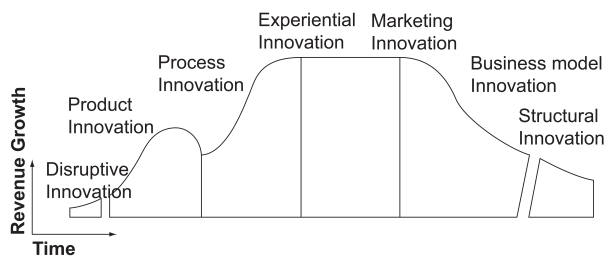 Experiential
Innovation
Marketing
Innovation
Process
Innovation
Business model
Innovation
Product
Innovation
Structural
Innovation
Disruptive
Innovation
Revenue Growth
Time